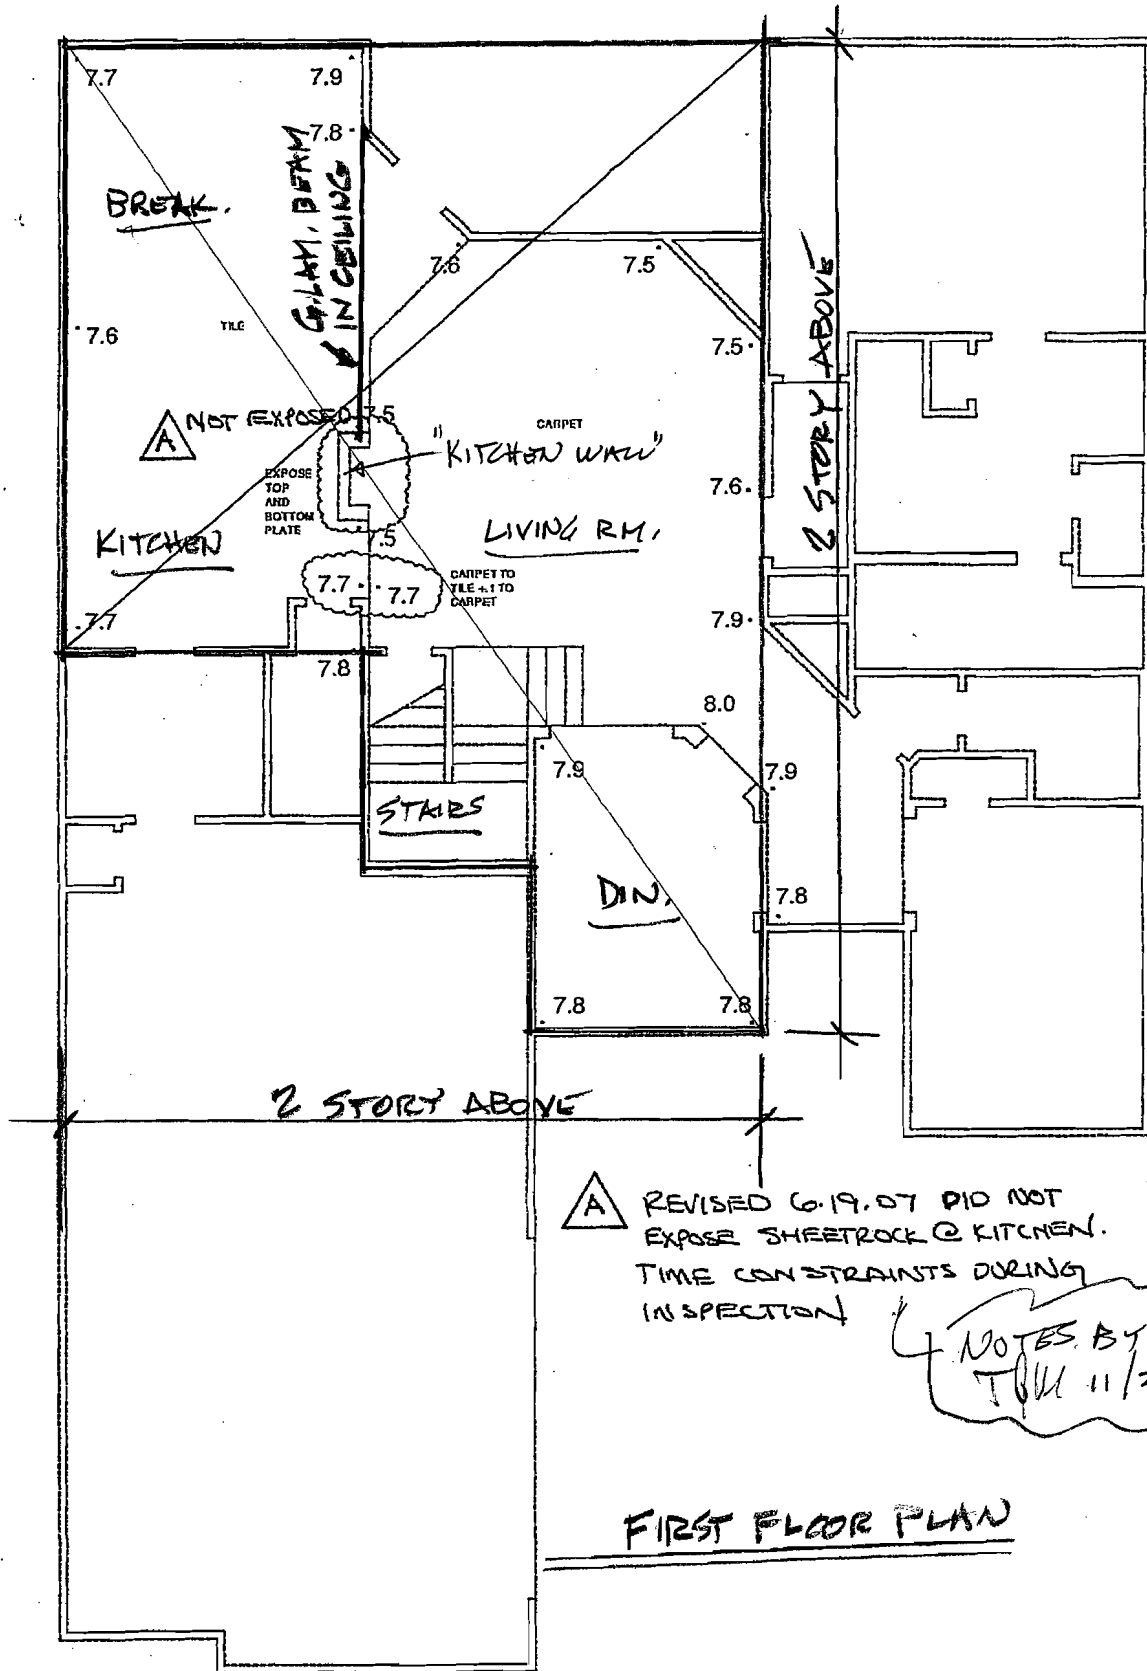 7.7
7.9
7.8
GLAM. BEAM
IN CEILING
BREAK.
7.6
7.5
7.6
TILE
7.5
2 STORY ABOVE
A
NOT EXPOSED
7.5
CARPET
"KITCHEN WALL"
EXPOSE
TOP
AND
BOTTOM
PLATE
7.6
KITCHEN
7.5
LIVING RM.
7.7
7.7
CARPET TO
TILE +.1 TO
CARPET
7.7
7.9
7.8
8.0
7.9
7.9
STAIRS
DIN.
7.8
7.8
7.8
2 STORY ABOVE
A
REVISED 6.19.07 DID NOT
EXPOSE SHEETROCK @ KITCHEN.
TIME CONSTRAINTS DURING
INSPECTION
NOTES BY
11/
FIRST FLOOR PLAN